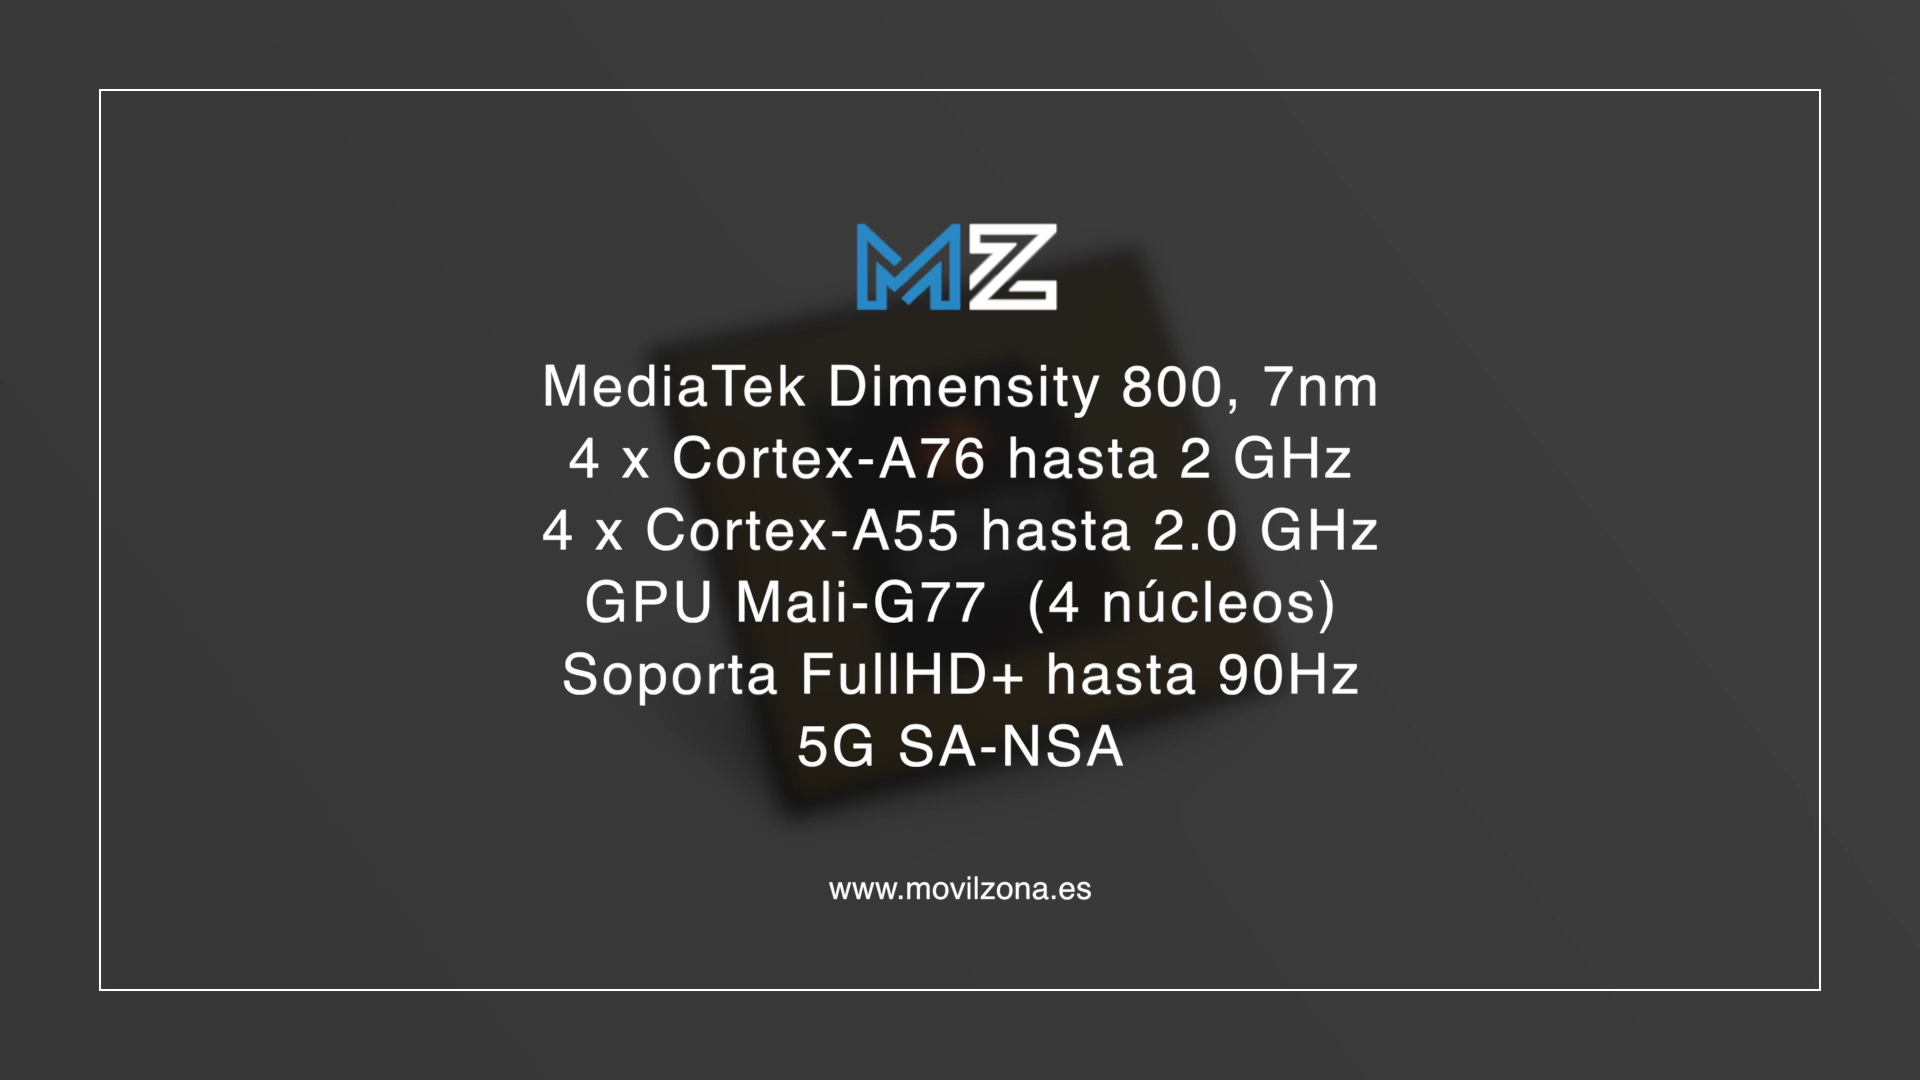 MZ
MediaTek Dimensity 800, 7nm
4 x Cortex-A76 hasta 2 GHz
4 x Cortex-A55 hasta 2.0 GHz
GPU Mali-G77  (4 núcleos)
Soporta FullHD+ hasta 90Hz
5G SA-NSA
www.movilzona.es